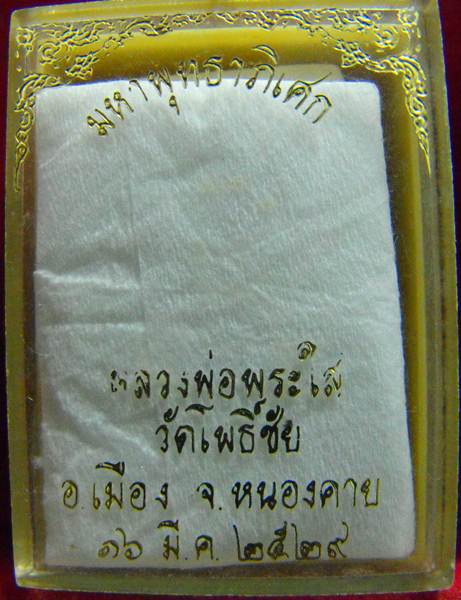 มหาพุทธาภิเศก
หลวงพ่อพระใส
วัดโพธิ์ชัย
อ.เมือง จ.หนองคาย
๑๖ มี.ค. ๒๕๒๙